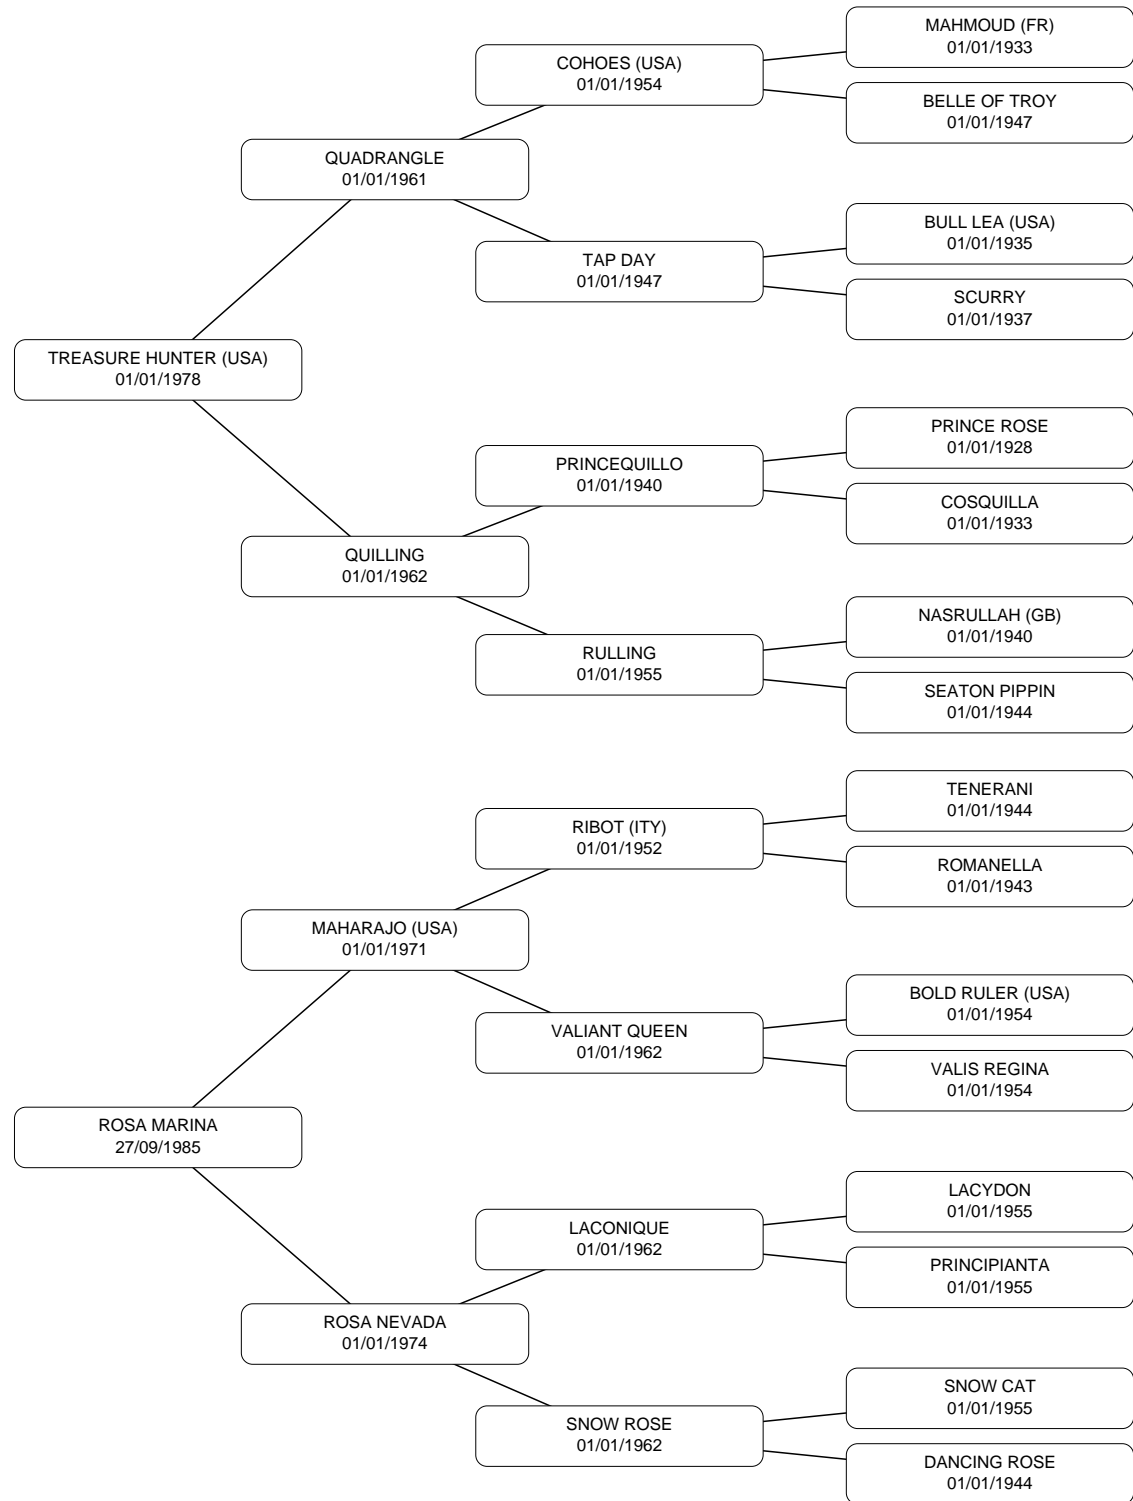 MAHMOUD (FR)
01/01/1933
COHOES (USA)
01/01/1954
BELLE OF TROY
01/01/1947
QUADRANGLE
01/01/1961
BULL LEA (USA)
01/01/1935
TAP DAY
01/01/1947
SCURRY
01/01/1937
TREASURE HUNTER (USA)
01/01/1978
PRINCE ROSE
01/01/1928
PRINCEQUILLO
01/01/1940
COSQUILLA
01/01/1933
QUILLING
01/01/1962
NASRULLAH (GB)
01/01/1940
RULLING
01/01/1955
SEATON PIPPIN
01/01/1944
TENERANI
01/01/1944
RIBOT (ITY)
01/01/1952
ROMANELLA
01/01/1943
MAHARAJO (USA)
01/01/1971
BOLD RULER (USA)
01/01/1954
VALIANT QUEEN
01/01/1962
VALIS REGINA
01/01/1954
ROSA MARINA
27/09/1985
LACYDON
01/01/1955
LACONIQUE
01/01/1962
PRINCIPIANTA
01/01/1955
ROSA NEVADA
01/01/1974
SNOW CAT
01/01/1955
SNOW ROSE
01/01/1962
DANCING ROSE
01/01/1944